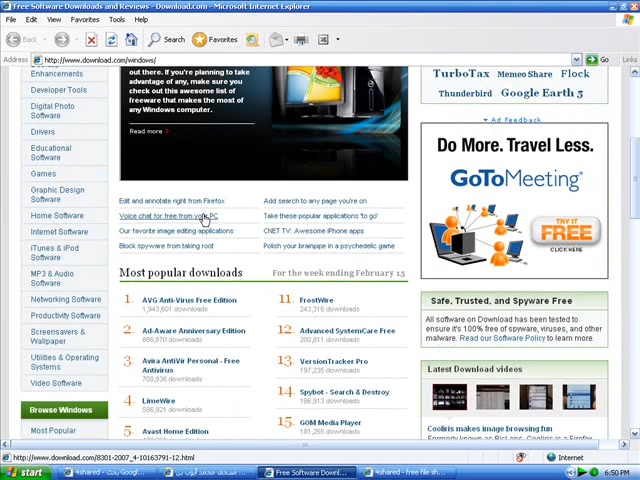 Free Software Downloads and Reviews - Download.com - Microsoft Internet Explorer
File Edit View Favorites Tools Help
Back Search Favorites
Address http://www.download.com/windows/ Go Links
Enhancements
Developer Tools
Digital Photo
Software
Drivers
Educational
Software
Games
Graphic Design
Software
Home Software
Internet Software
iTunes & iPod
Software
MP3 & Audio
Software
Networking Software
Productivity Software
Screensavers &
Wallpaper
Utilities & Operating
Systems
Video Software
Browse Windows
Most Popular
out there. If you're planning to
take advantage of any, make sure
you check out this awesome list of
freeware that makes the most of
any Windows computer.
Read more
Edit and annotate right from Firefox
Voice chat for free from your PC
Our favorite image editing applications
Block spyware from taking root
Add search to any page you're on
Take these popular applications 'to go'
CNET TV: Awesome iPhone apps
Polish your brainpipe in a psychedelic game
Most popular downloads For the week ending February 15
1. AVG Anti-Virus Free Edition
1,943,601 downloads
2. Ad-Aware Anniversary Edition
886,870 downloads
3. Avira AntiVir Personal - Free
Antivirus
708,936 downloads
4. LimeWire
586,921 downloads
5. Avast Home Edition
11. FrostWire
243,316 downloads
12. Advanced SystemCare Free
200,811 downloads
13. VersionTracker Pro
197,235 downloads
14. Spybot - Search & Destroy
186,913 downloads
15. GOM Media Player
181,265 downloads
TurboTax Memeo Share Flock
Thunderbird Google Earth 5
Ad Feedback
Do More. Travel Less.
GoToMeeting
TRY IT
FREE
CLICK HERE
Safe, Trusted, and Spyware Free
All software on Download has been tested to
ensure it's 100% free of spyware, viruses, and other
malware. Read our Software Policy to learn more.
Latest Download videos
Cooliris makes image surfing fun
Formerly known as PicLens, Cooliris is a Firefox
http://www.download.com/8301-2007_4-10163791-12.html Internet
start
Free Software Downl...
4shared - free file sh...
6:50 PM